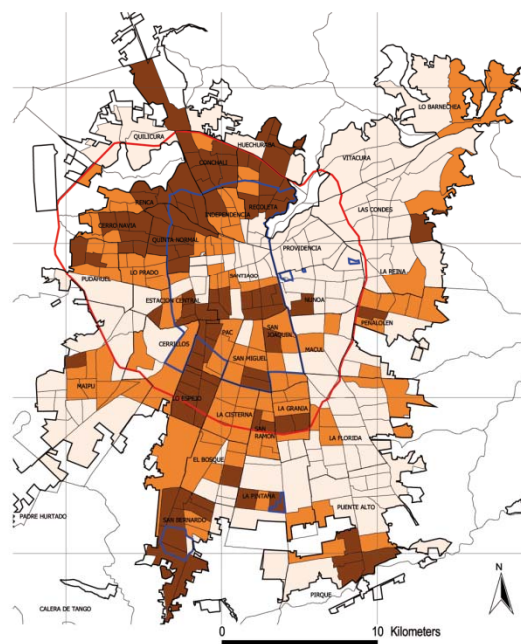 LO BARNECHEA
QUILICURA
HUECHURABA
CONCHALI
VITACURA
RENCA
RECOLETA
INDEPENDENCIA
LAS CONDES
CERRO NAVIA
QUINTA NORMAL
PROVIDENCIA
LO PRADO
SANTIAGO
LA REINA
PUDAHUEL
ESTACION CENTRAL
NUNOA
PEÑALOLEN
PAC
SAN
JOAQUIN
CERRILLOS
MACUL
SAN MIGUEL
MAIPU
LO ESPEJO
LA CISTERNA
LA GRANJA
SAN
RAMON
LA FLORIDA
EL BOSQUE
LA PINTANA
PUENTE ALTO
PADRE HURTADO
SAN BERNARDO
PIRQUE
CALERA DE TANGO
N
0 10 Kilometers